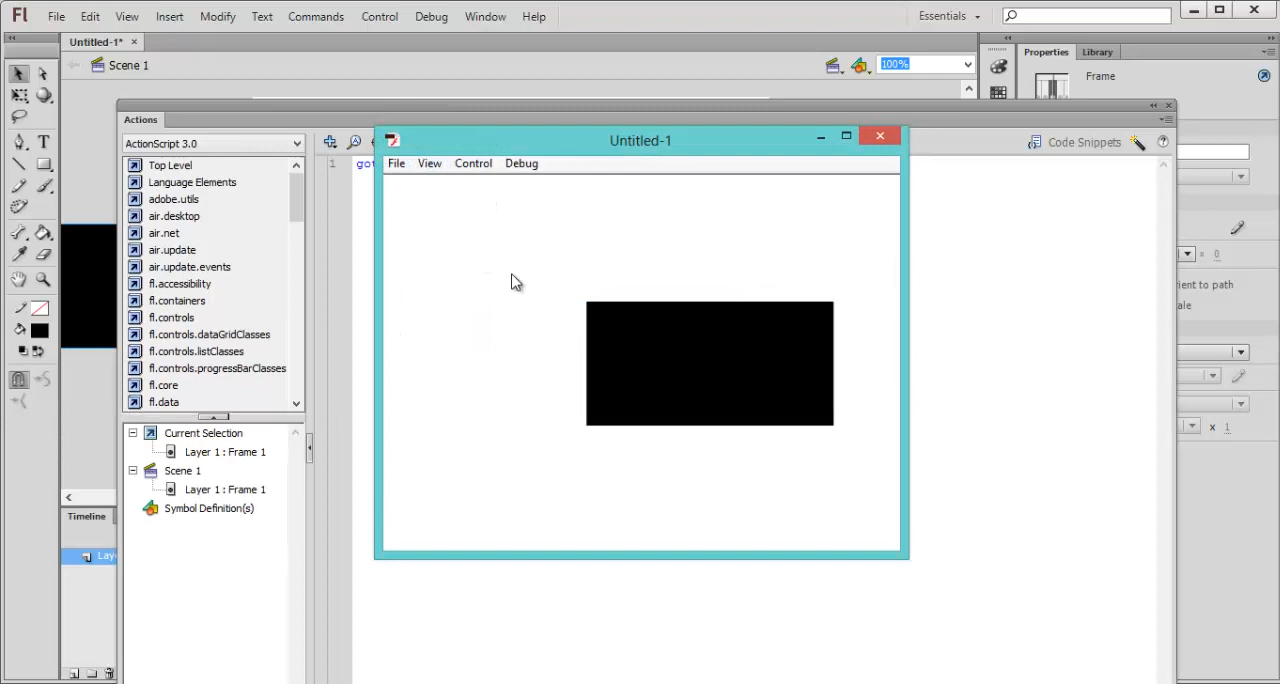 Fl File Edit View Insert Modify Text Commands Control Debug Window Help Essentials
Untitled-1* × Properties Library
Scene 1 100% Frame
Actions
ActionScript 3.0 Untitled-1 Code Snippets
File View Control Debug
1
Top Level
Language Elements
adobe.utils
air.desktop
air.net
air.update
air.update.events
fl.accessibility
fl.containers
fl.controls
fl.controls.dataGridClasses
fl.controls.listClasses
fl.controls.progressBarClasses
fl.core
fl.data
x 0
Current Selection
Layer 1 : Frame 1
Scene 1
Layer 1 : Frame 1
Symbol Definition(s)
x 1
Timeline